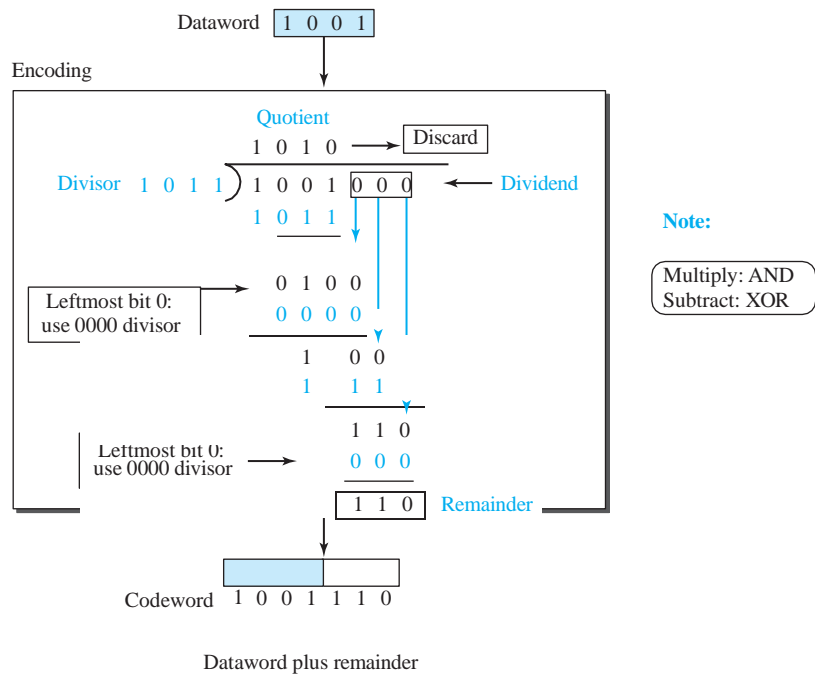 Dataword 1 0 0 1
Encoding
Quotient
1 0 1 0 Discard
Divisor 1 0 1 1 1 0 0 1 0 0 0 Dividend
1 0 1 1
Note:
Multiply: AND
Subtract: XOR
Leftmost bit 0:
use 0000 divisor
0 1 0 0
0 0 0 0
1 0 0
1 1 1
1 1 0
Leftmost bit 0:
use 0000 divisor
0 0 0
1 1 0 Remainder
Codeword 1 0 0 1 1 1 0
Dataword plus remainder